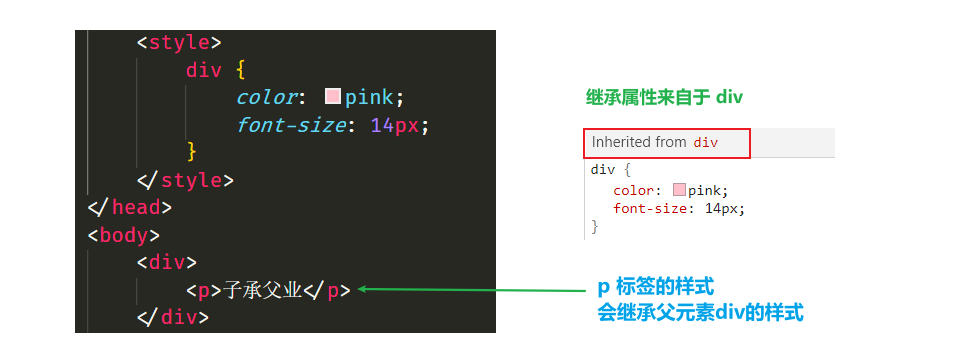 <style>
div {
color: pink;
font-size: 14px;
}
</style>
</head>
<body>
<div>
<p>子承父业</p>
</div>
继承属性来自于 div
Inherited from div
div {
color: pink;
font-size: 14px;
}
p 标签的样式
会继承父元素div的样式